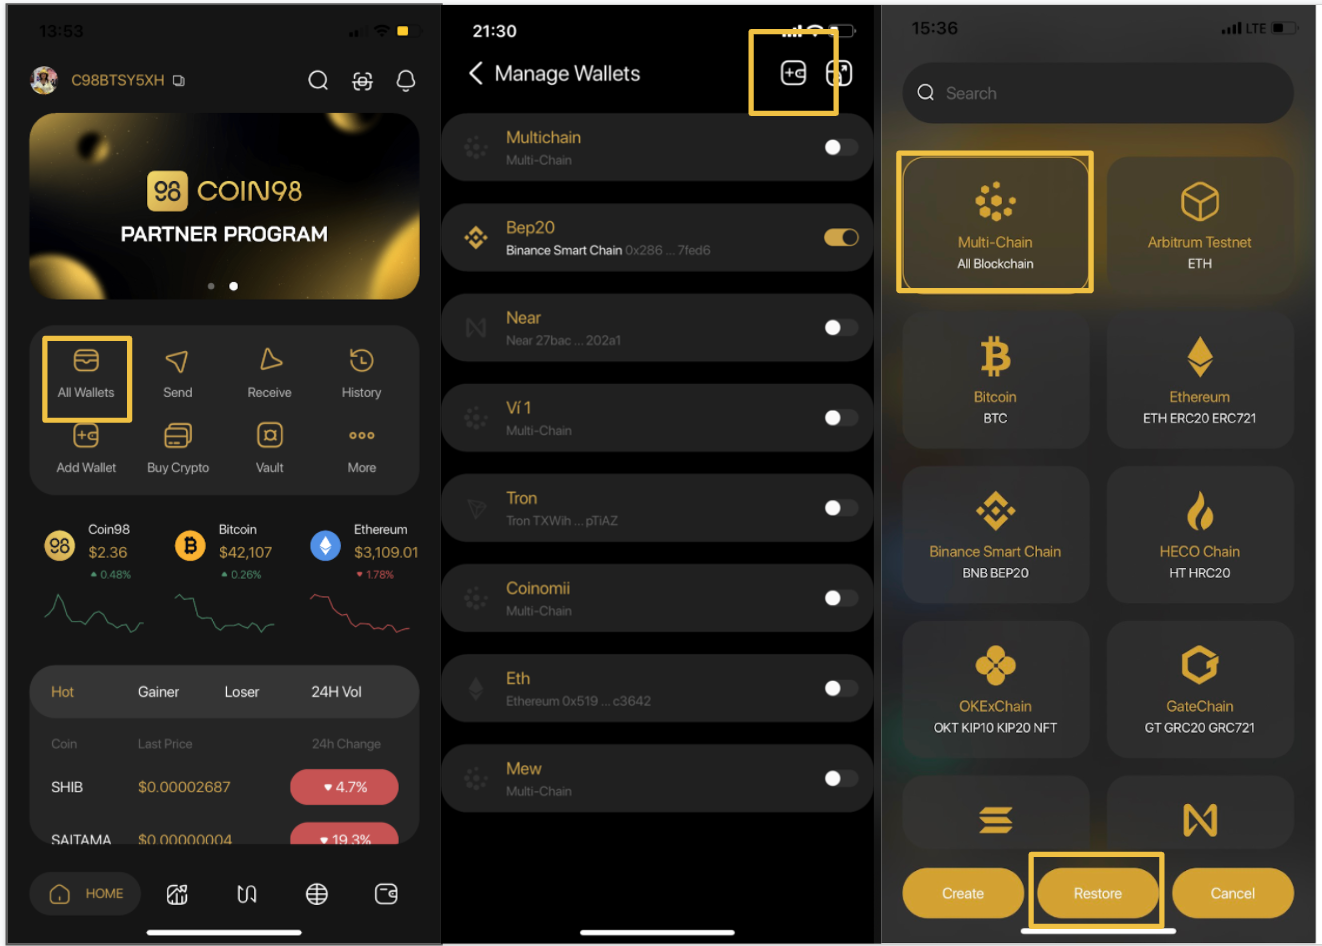 13:53
C98BTSY5XH
98 COIN98
PARTNER PROGRAM
All Wallets
Send
Receive
History
Add Wallet
Buy Crypto
Vault
More
98
Coin98
$2.36
0.48%
Bitcoin
$42,107
0.26%
Ethereum
$3,109.01
1.78%
Hot
Gainer
Loser
24H Vol
Coin
Last Price
24h Change
SHIB
$0.00002687
4.7%
SAITAMA
$0.00000004
19.3%
HOME
21:30
Manage Wallets
Multichain
Multi-Chain
Bep20
Binance Smart Chain 0x286 ... 7fed6
Near
Near 27bac ... 202a1
Ví 1
Multi-Chain
Tron
Tron TXWih ... pTiAZ
Coinomii
Multi-Chain
Eth
Ethereum 0x519 ... c3642
Mew
Multi-Chain
15:36
LTE
Search
Multi-Chain
All Blockchain
Arbitrum Testnet
ETH
Bitcoin
BTC
Ethereum
ETH ERC20 ERC721
Binance Smart Chain
BNB BEP20
HECO Chain
HT HRC20
OKExChain
OKT KIP10 KIP20 NFT
GateChain
GT GRC20 GRC721
Create
Restore
Cancel